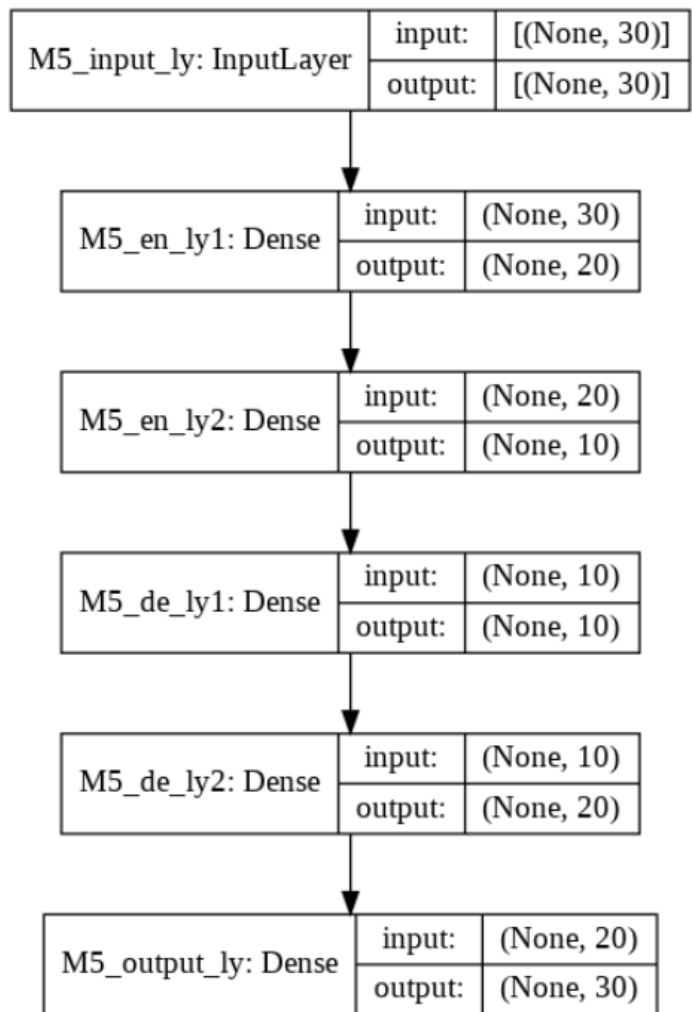 M5_input_ly: InputLayer
input: [(None, 30)]
output: [(None, 30)]
M5_en_ly1: Dense
input: (None, 30)
output: (None, 20)
M5_en_ly2: Dense
input: (None, 20)
output: (None, 10)
M5_de_ly1: Dense
input: (None, 10)
output: (None, 10)
M5_de_ly2: Dense
input: (None, 10)
output: (None, 20)
M5_output_ly: Dense
input: (None, 20)
output: (None, 30)